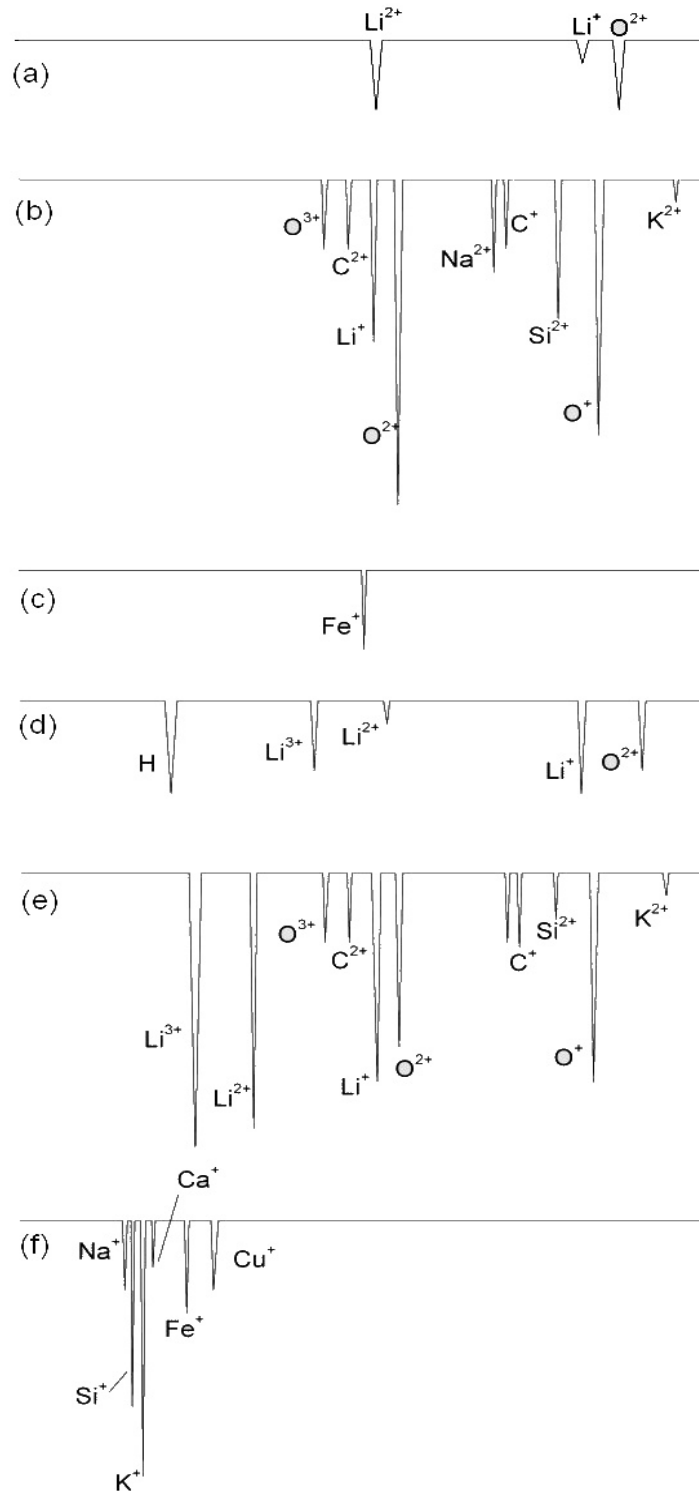 Li²⁺ Li⁺ O²⁺
(a)
(b)
O³⁺ C²⁺ Li⁺ O²⁺ Na²⁺ C⁺ Si²⁺ O⁺ K²⁺
(c)
Fe⁺
(d)
H Li³⁺ Li²⁺ Li⁺ O²⁺
(e)
Li³⁺ Li²⁺ O³⁺ C²⁺ Li⁺ O²⁺ C⁺ Si²⁺ O⁺ K²⁺
Ca⁺
(f)
Na⁺ Si⁺ K⁺ Fe⁺ Cu⁺